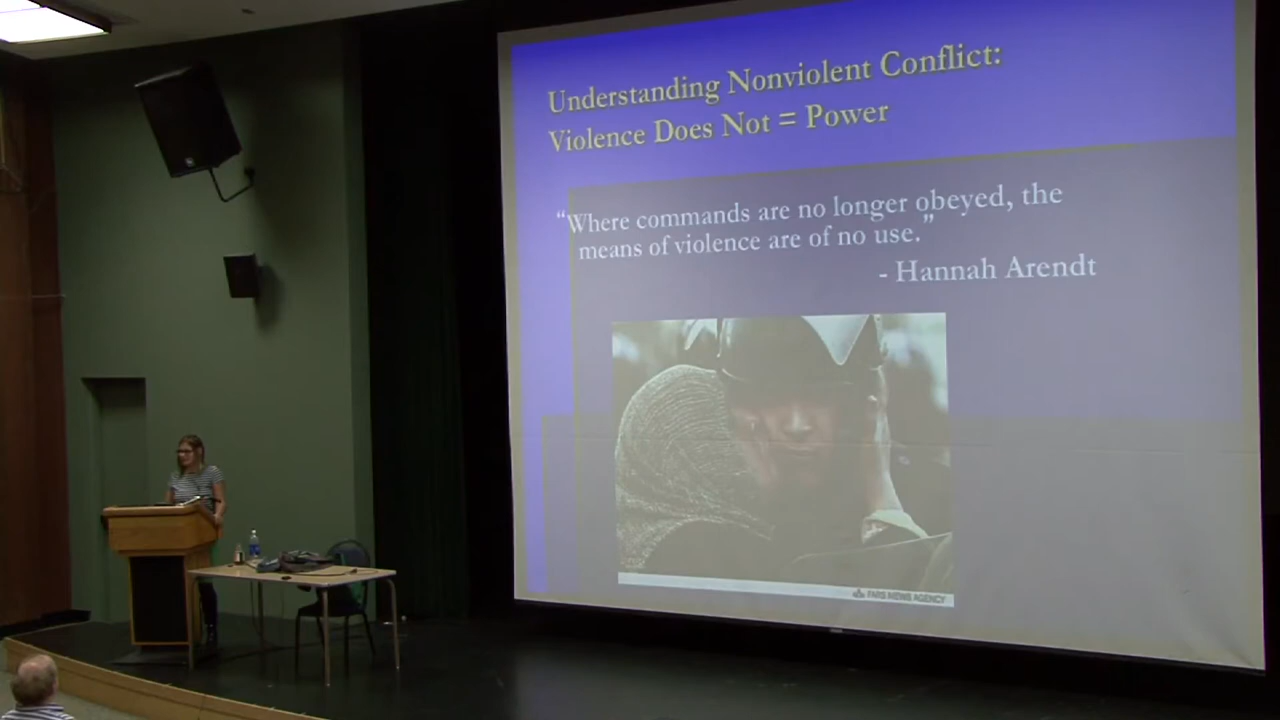 Understanding Nonviolent Conflict:
Violence Does Not = Power
“Where commands are no longer obeyed, the
means of violence are of no use.”
- Hannah Arendt
FARS NEWS AGENCY